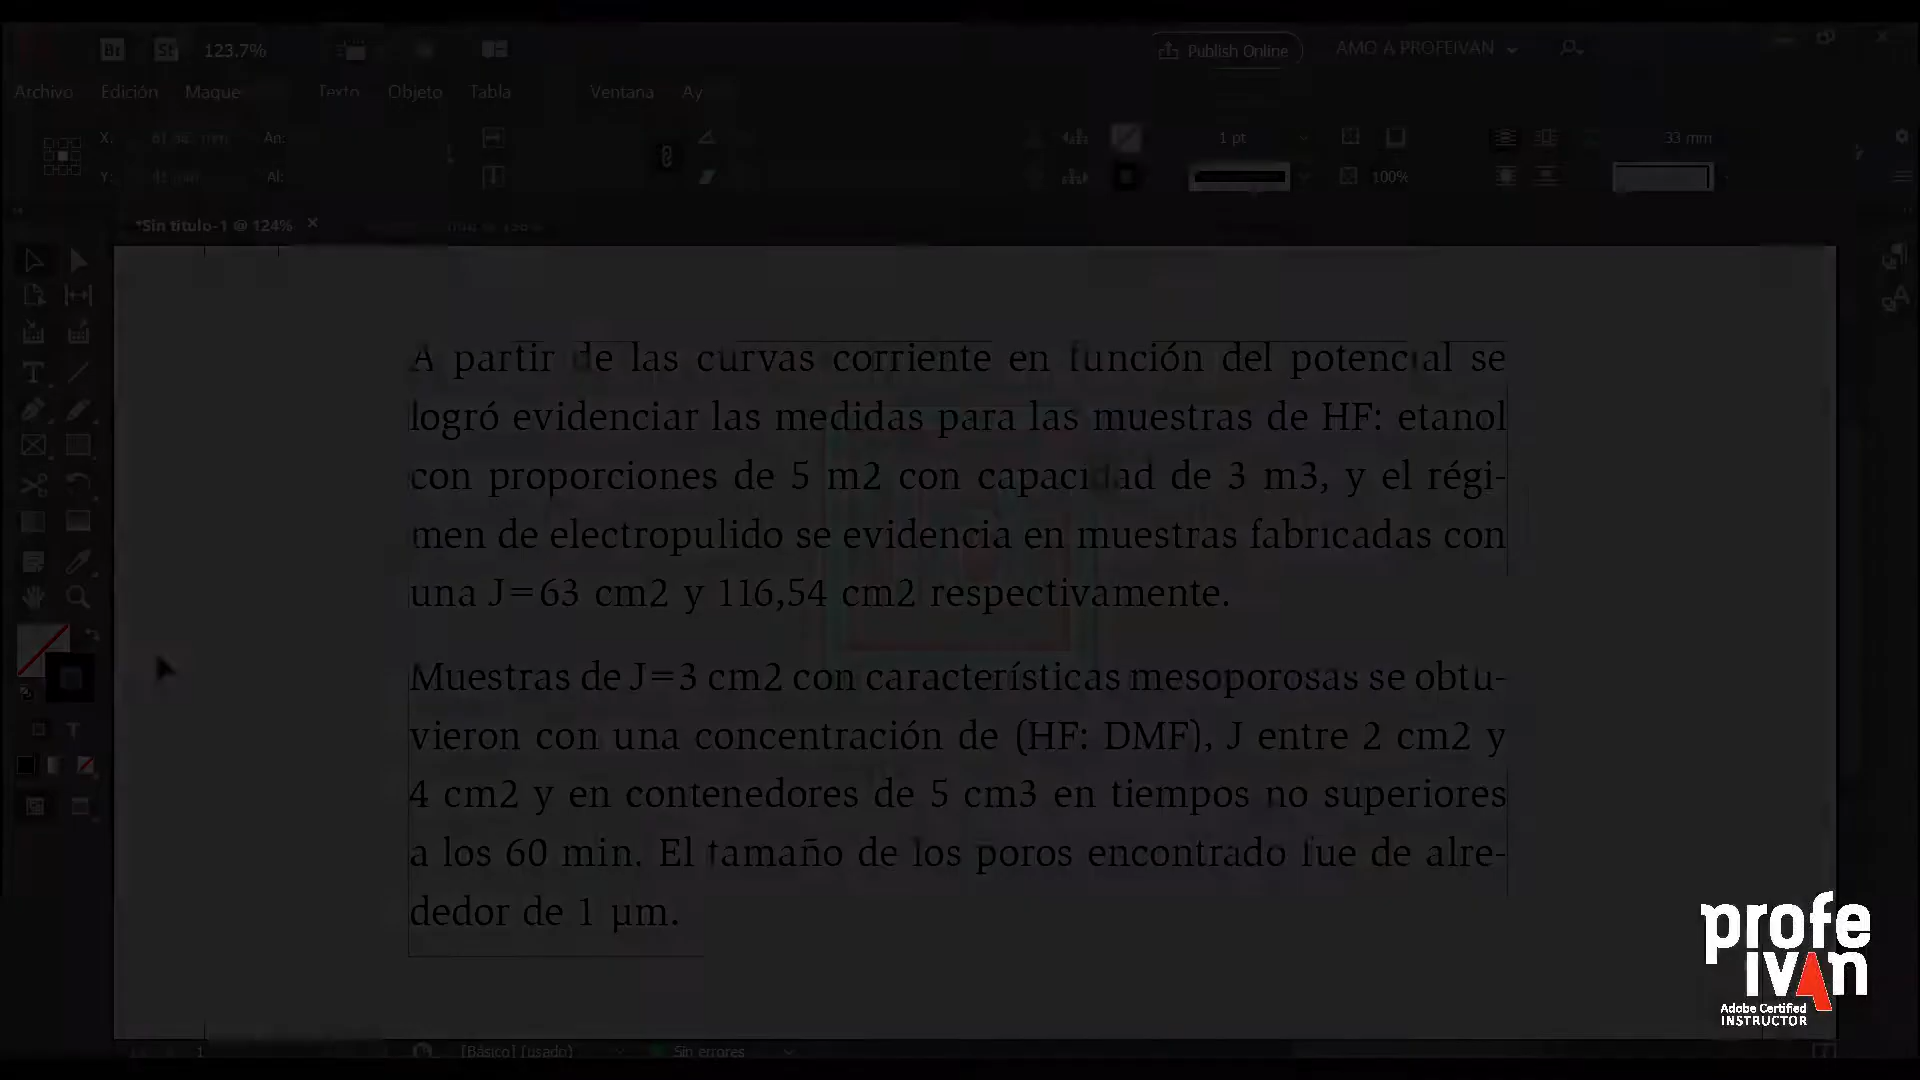 Br St 123.7% Publish Online AMO A PROFEIVAN
Archivo Edición Maque Texto Objeto Tabla Ventana Ay
X: An: 1 pt 33 mm
Y: Al: 100%
*Sin título-1 @ 124% ×
A partir de las curvas corriente en función del potencial se
logró evidenciar las medidas para las muestras de HF: etanol
con proporciones de 5 m2 con capacidad de 3 m3, y el régi-
men de electropulido se evidencia en muestras fabricadas con
una J=63 cm2 y 116,54 cm2 respectivamente.
Muestras de J=3 cm2 con características mesoporosas se obtu-
vieron con una concentración de (HF: DMF), J entre 2 cm2 y
4 cm2 y en contenedores de 5 cm3 en tiempos no superiores
a los 60 min. El tamaño de los poros encontrado fue de alre-
dedor de 1 µm.
profe
ivan
Adobe Certified
INSTRUCTOR
1 [Básico] (usado) Sin errores